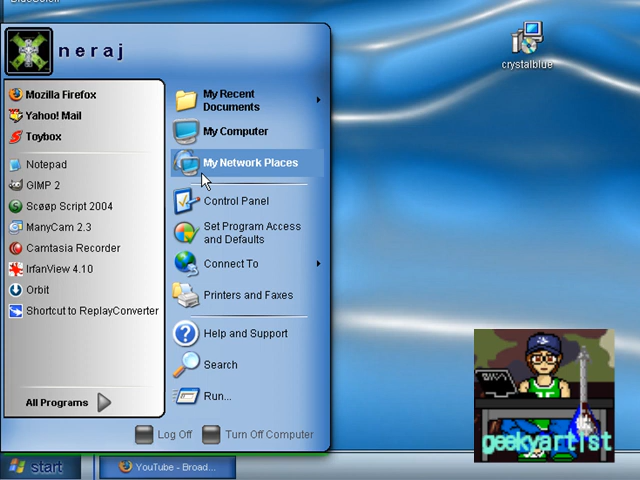 neraj
crystalblue
Mozilla Firefox
Yahoo! Mail
Toybox
Notepad
GIMP 2
Scøøp Script 2004
ManyCam 2.3
Camtasia Recorder
IrfanView 4.10
Orbit
Shortcut to ReplayConverter
All Programs
My Recent
Documents
My Computer
My Network Places
Control Panel
Set Program Access
and Defaults
Connect To
Printers and Faxes
Help and Support
Search
Run...
Log Off
Turn Off Computer
geekyartist
start
YouTube - Broad...